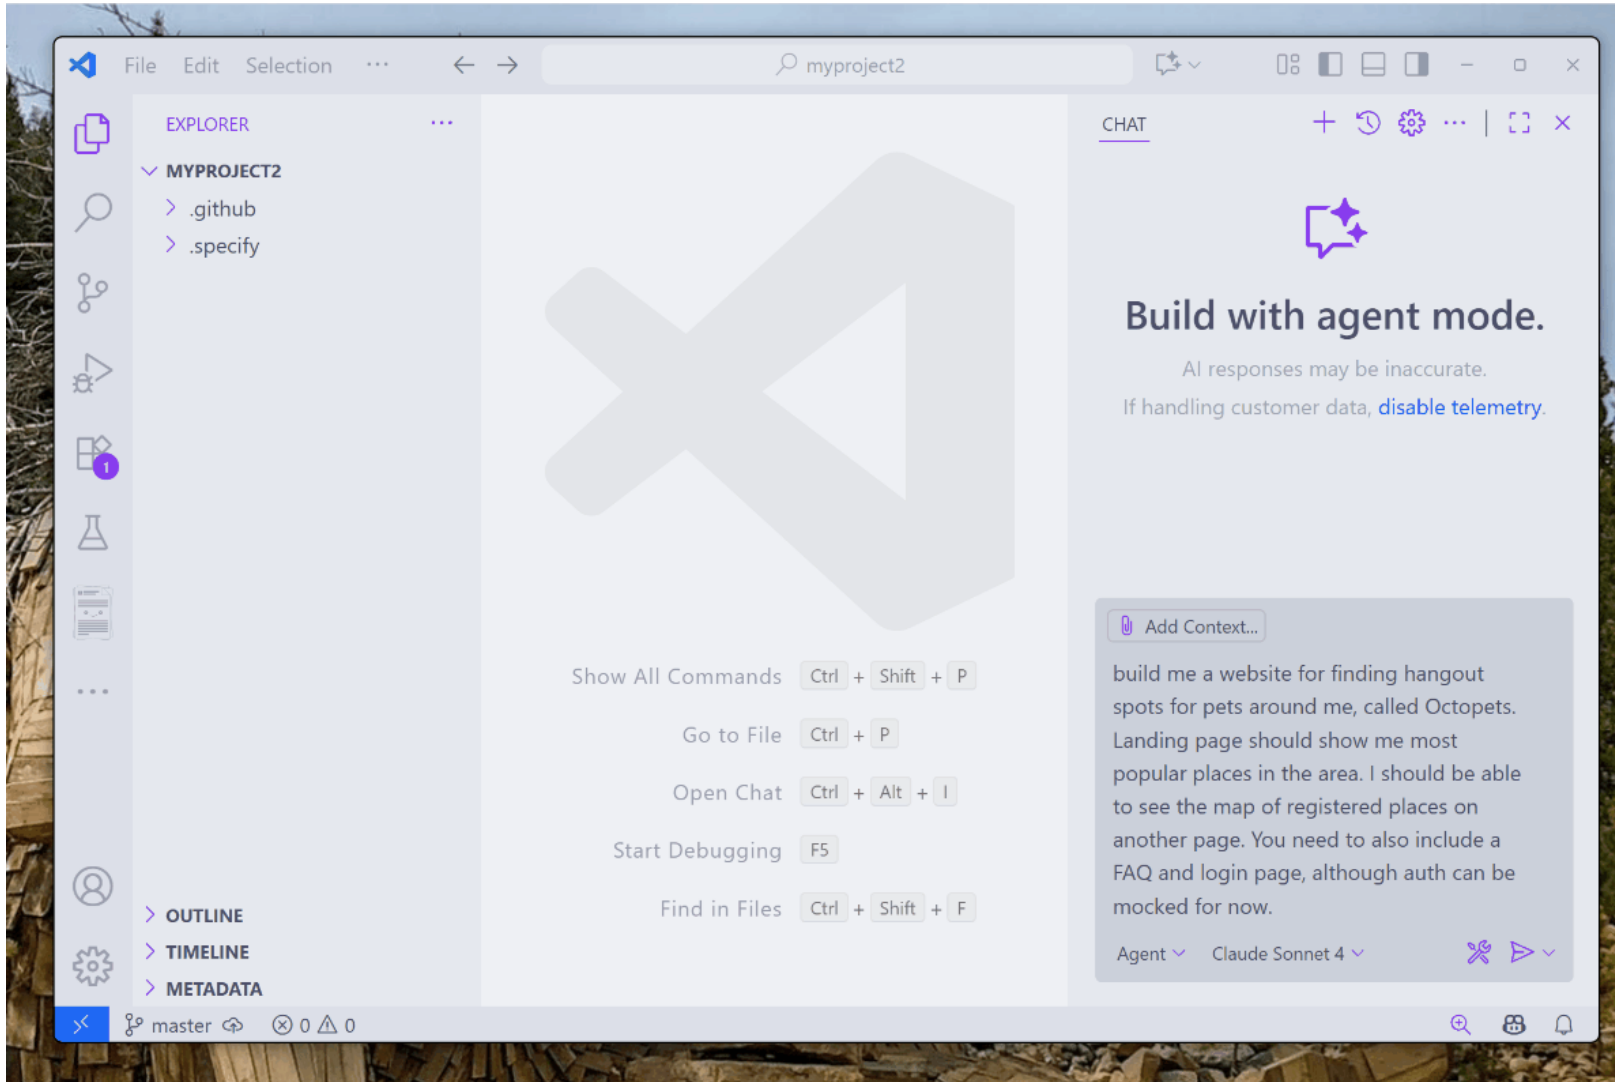 File Edit Selection ···
myproject2
EXPLORER ···
MYPROJECT2
.github
.specify
OUTLINE
TIMELINE
METADATA
1
Show All Commands Ctrl + Shift + P
Go to File Ctrl + P
Open Chat Ctrl + Alt + I
Start Debugging F5
Find in Files Ctrl + Shift + F
CHAT
Build with agent mode.
AI responses may be inaccurate.
If handling customer data, disable telemetry.
Add Context...
build me a website for finding hangout
spots for pets around me, called Octopets.
Landing page should show me most
popular places in the area. I should be able
to see the map of registered places on
another page. You need to also include a
FAQ and login page, although auth can be
mocked for now.
Agent Claude Sonnet 4
master 0 0